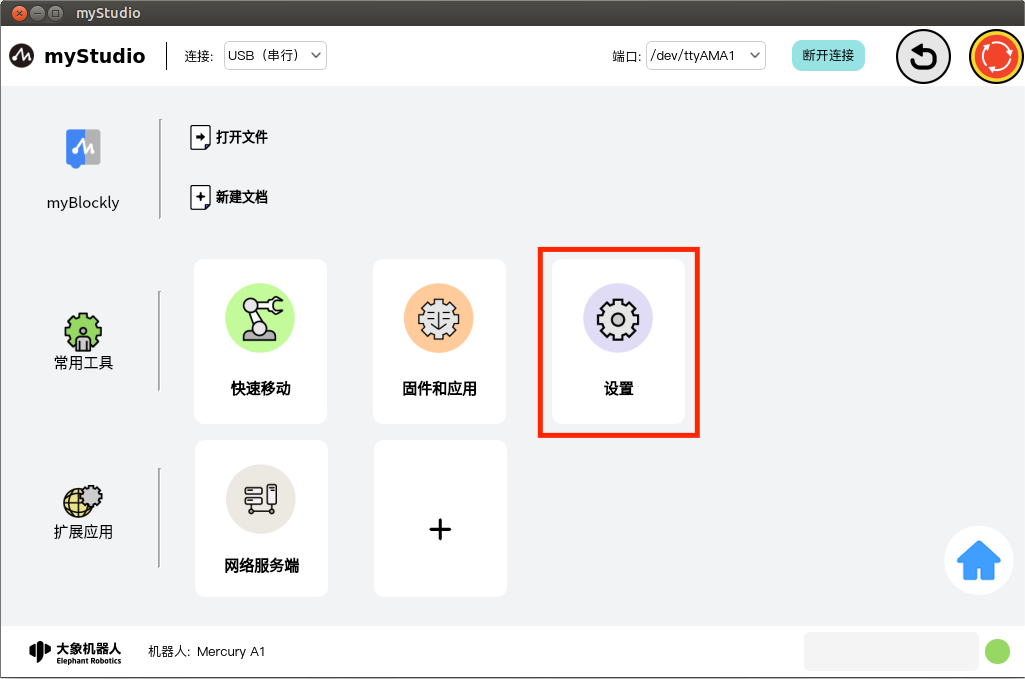 myStudio
myStudio
连接:
USB（串行）
端口:
/dev/ttyAMA1
断开连接
myBlockly
打开文件
新建文档
常用工具
快速移动
固件和应用
设置
扩展应用
网络服务端
大象机器人
Elephant Robotics
机器人: Mercury A1